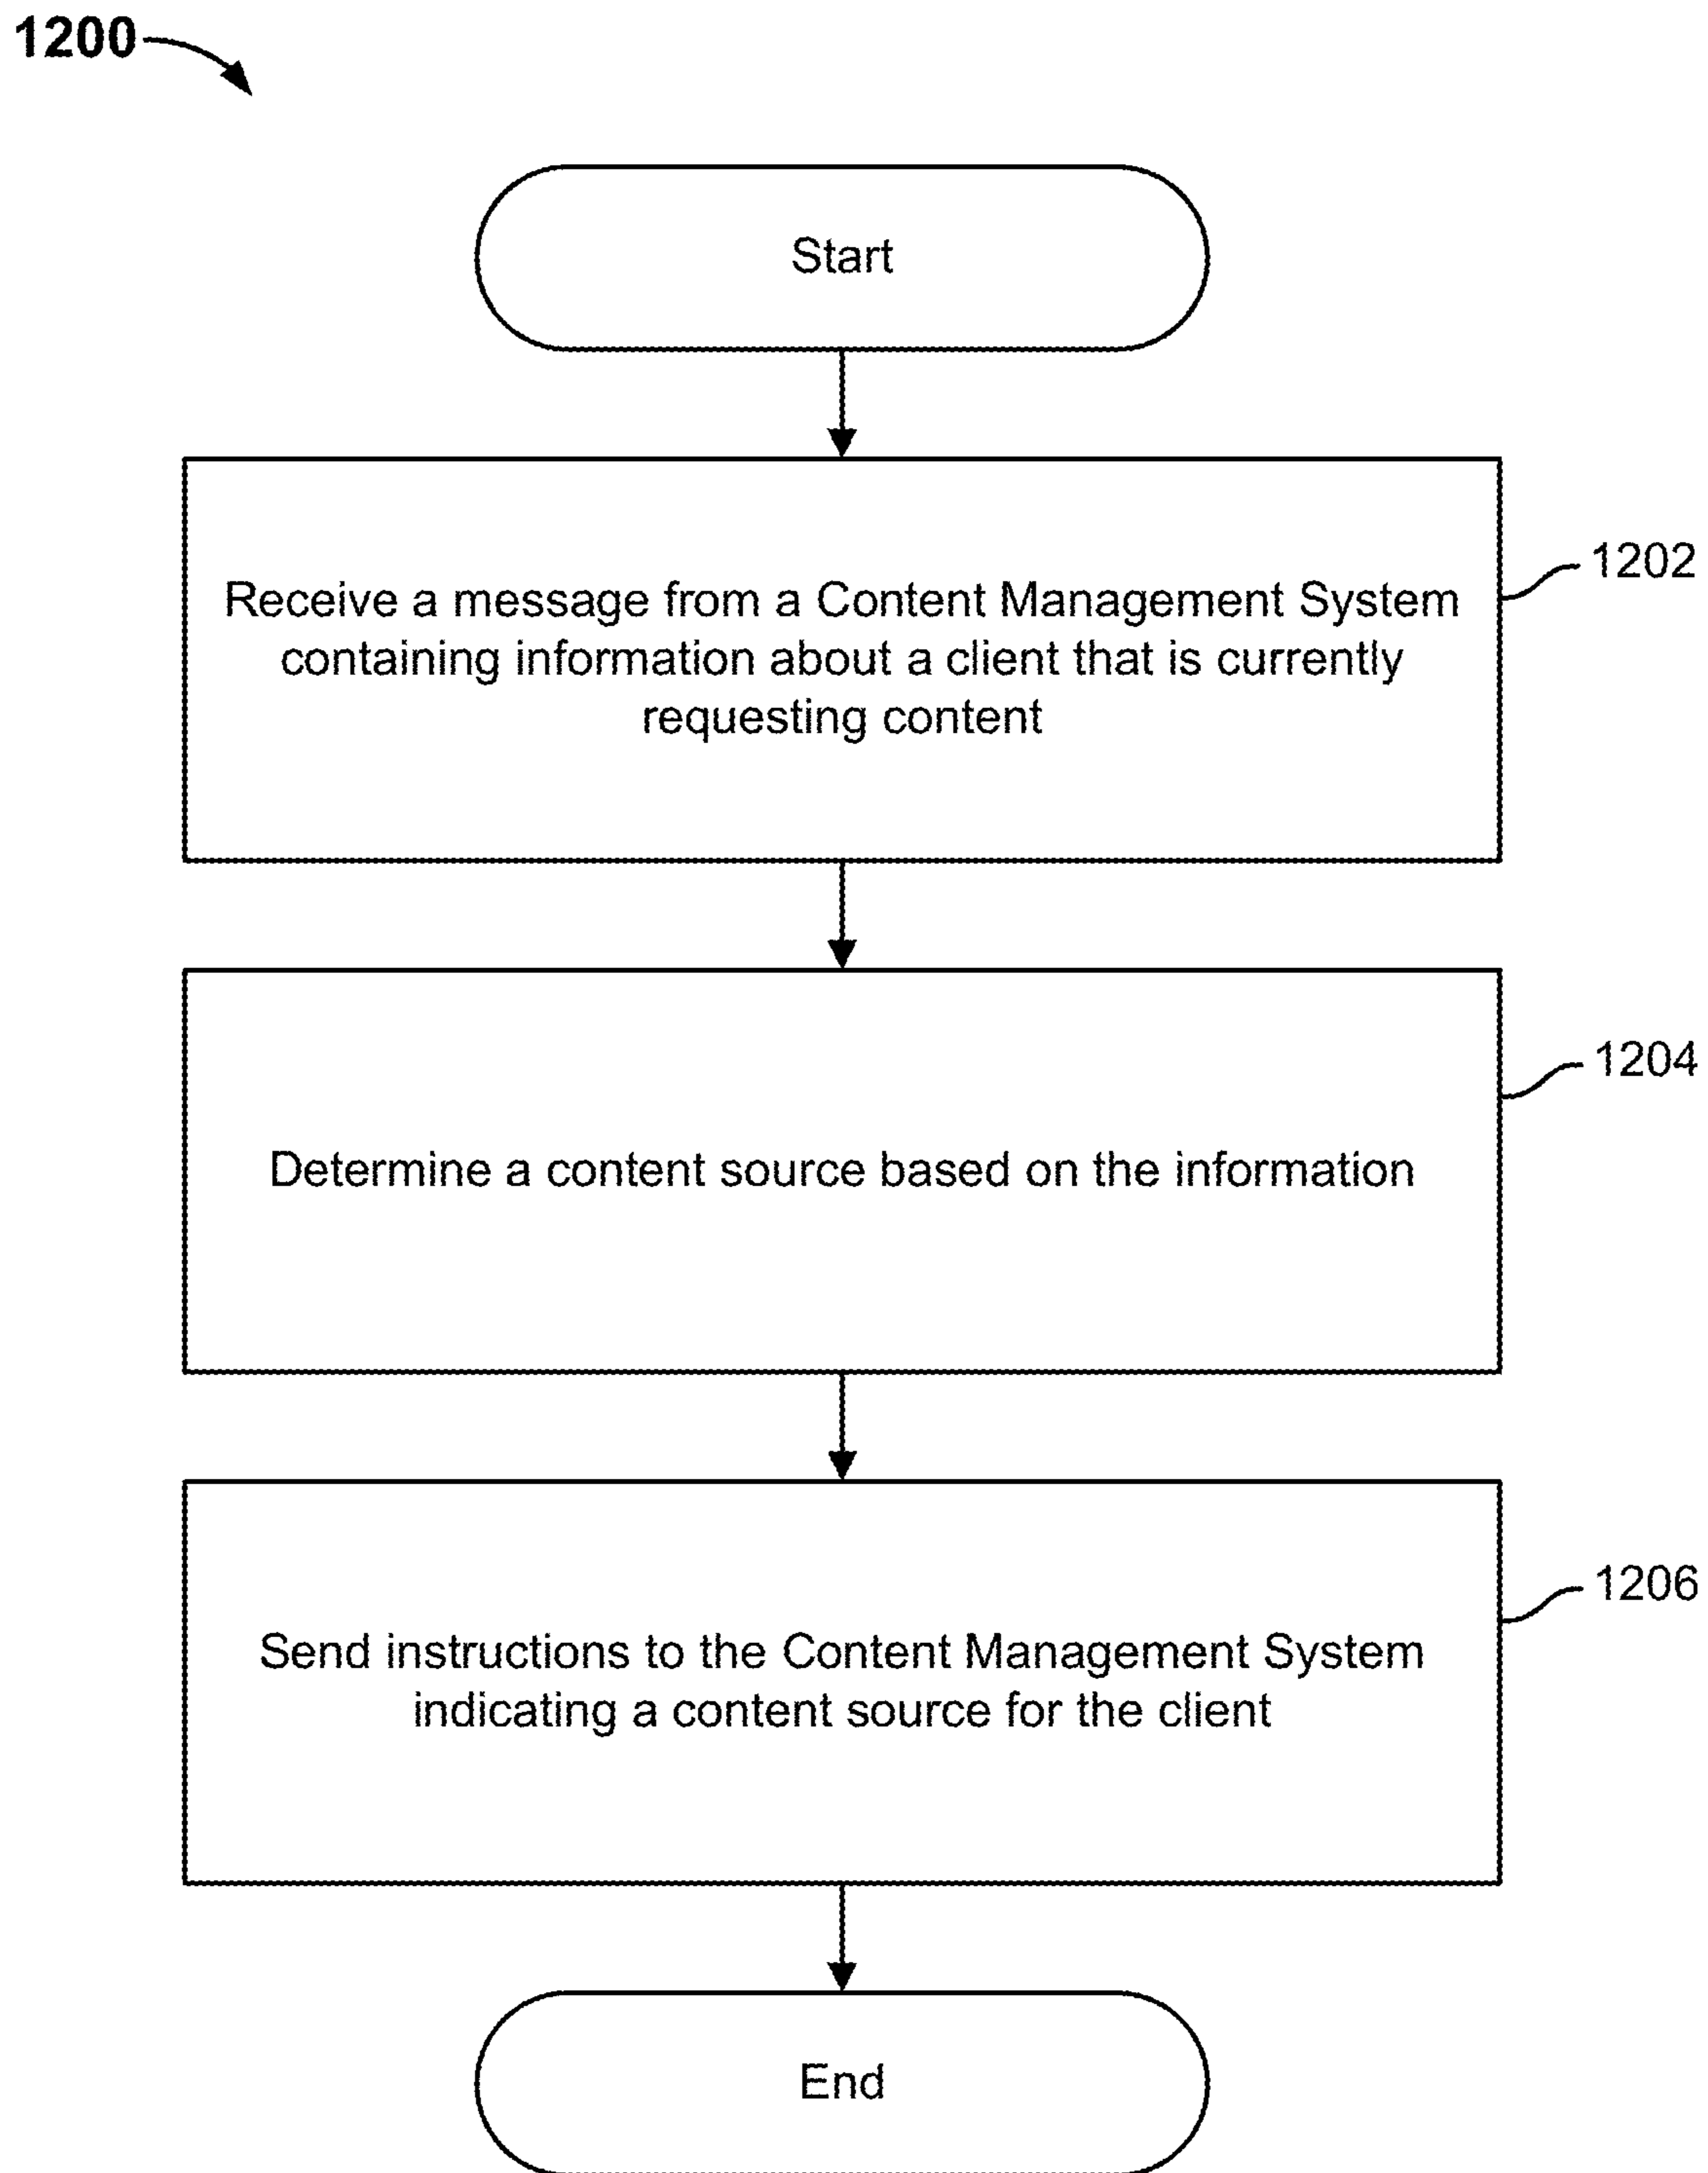 1200
Start
Receive a message from a Content Management System
containing information about a client that is currently
requesting content
1202
Determine a content source based on the information
1204
Send instructions to the Content Management System
indicating a content source for the client
1206
End